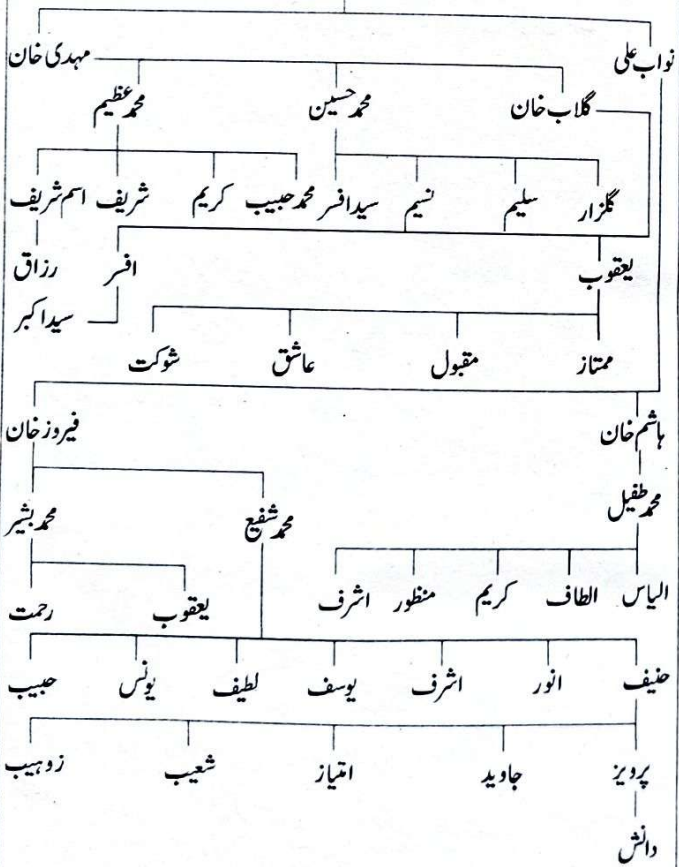 نواب علی مہدی خان
گلاب خان محمد حسین محمد عظیم
گلزار سلیم نسیم سید افسر محمد حبیب کریم شریف اسم شریف
یعقوب افسر رزاق
سید اکبر
ممتاز مقبول عاشق شوکت
ہاشم خان فیروز خان
محمد طفیل محمد شفیع محمد بشیر
الیاس الطاف کریم منظور اشرف یعقوب رحمت
حنیف انور اشرف یوسف لطیف یونس حبیب
پرویز جاوید امتیاز شعیب زوہیب
دانش